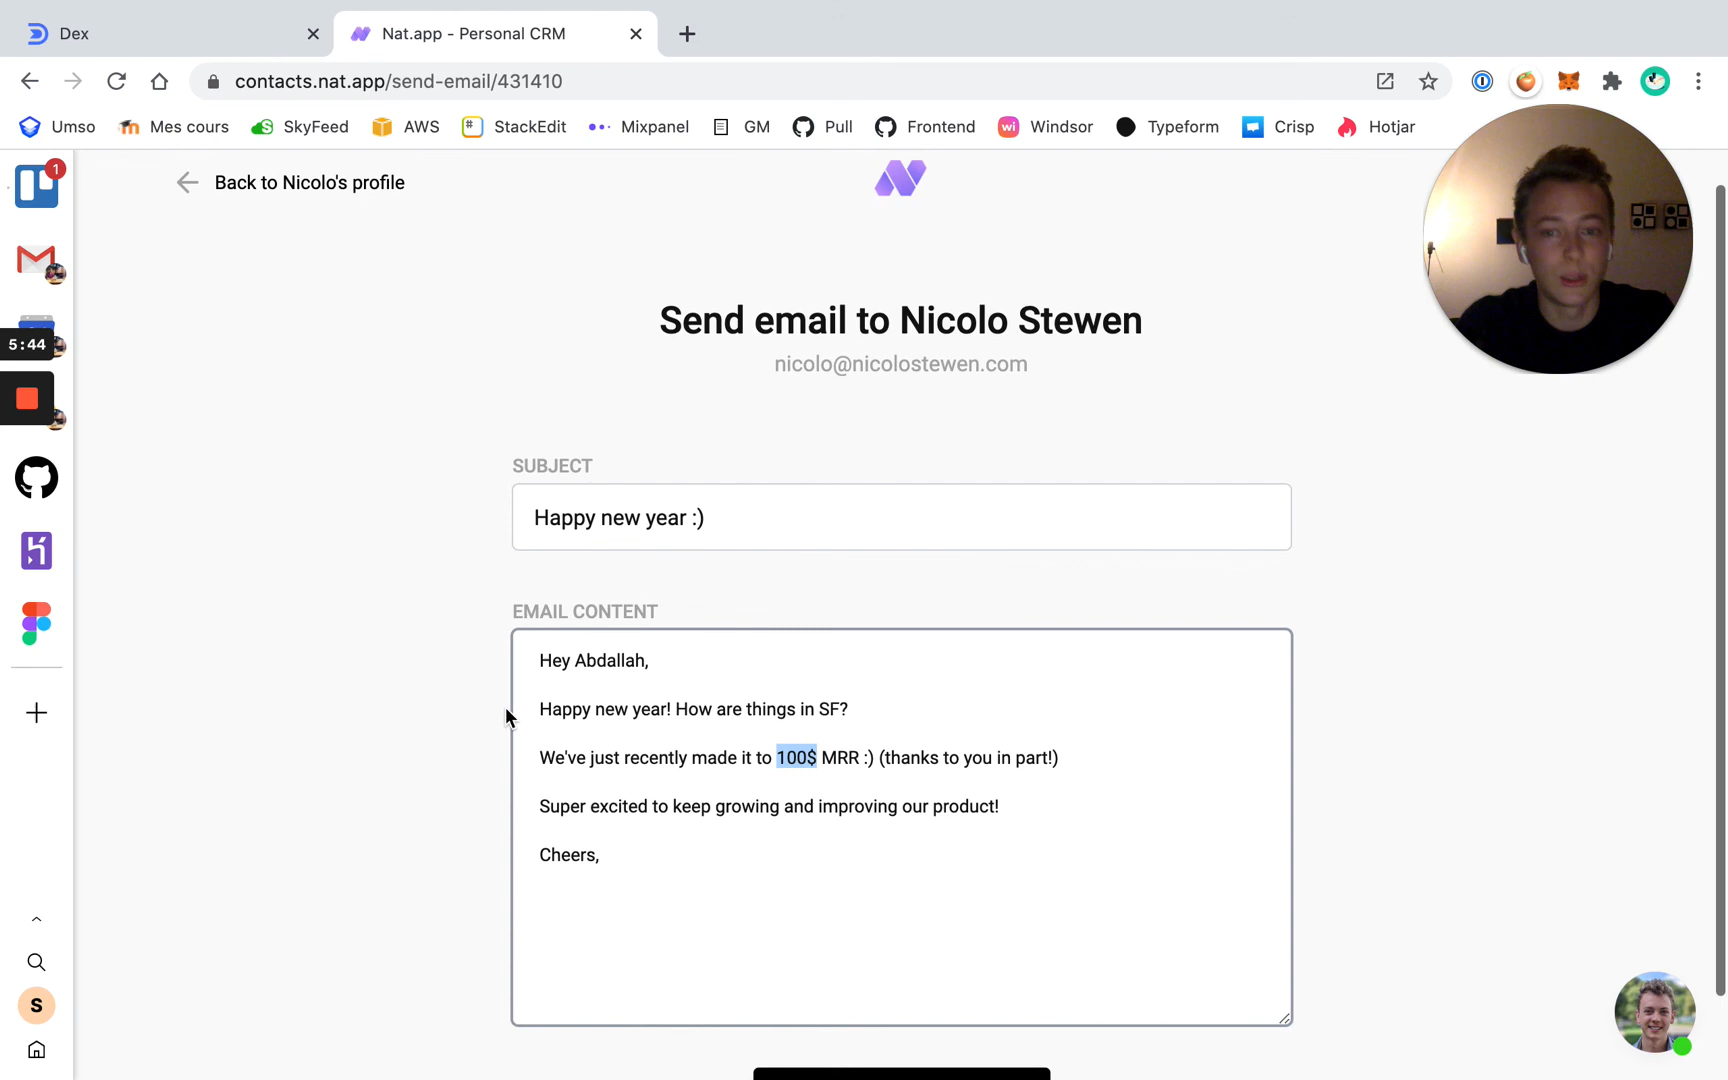 Dex
Nat.app - Personal CRM
contacts.nat.app/send-email/431410
Umso
Mes cours
SkyFeed
AWS
StackEdit
Mixpanel
GM
Pull
Frontend
Windsor
Typeform
Crisp
Hotjar
1
Back to Nicolo's profile
5:44
Send email to Nicolo Stewen
nicolo@nicolostewen.com
SUBJECT
Happy new year :)
EMAIL CONTENT
Hey Abdallah,
Happy new year! How are things in SF?
We've just recently made it to 100$ MRR :) (thanks to you in part!)
Super excited to keep growing and improving our product!
Cheers,
S